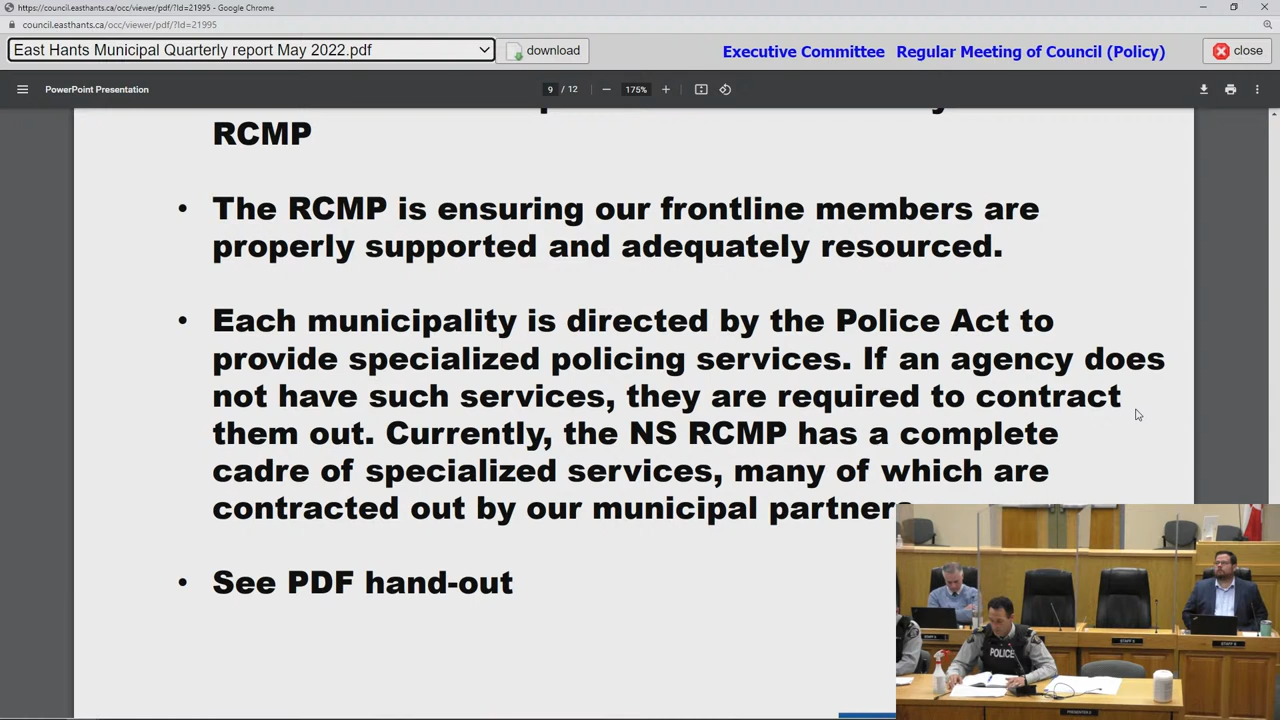 https://council.easthants.ca/occ/viewer/pdf/?Id=21995 - Google Chrome
council.easthants.ca/occ/viewer/pdf/?Id=21995
East Hants Municipal Quarterly report May 2022.pdf
download
Executive Committee Regular Meeting of Council (Policy)
close
PowerPoint Presentation
9 / 12
175%
RCMP
• The RCMP is ensuring our frontline members are
properly supported and adequately resourced.
• Each municipality is directed by the Police Act to
provide specialized policing services. If an agency does
not have such services, they are required to contract
them out. Currently, the NS RCMP has a complete
cadre of specialized services, many of which are
contracted out by our municipal partners
• See PDF hand-out
POLICE